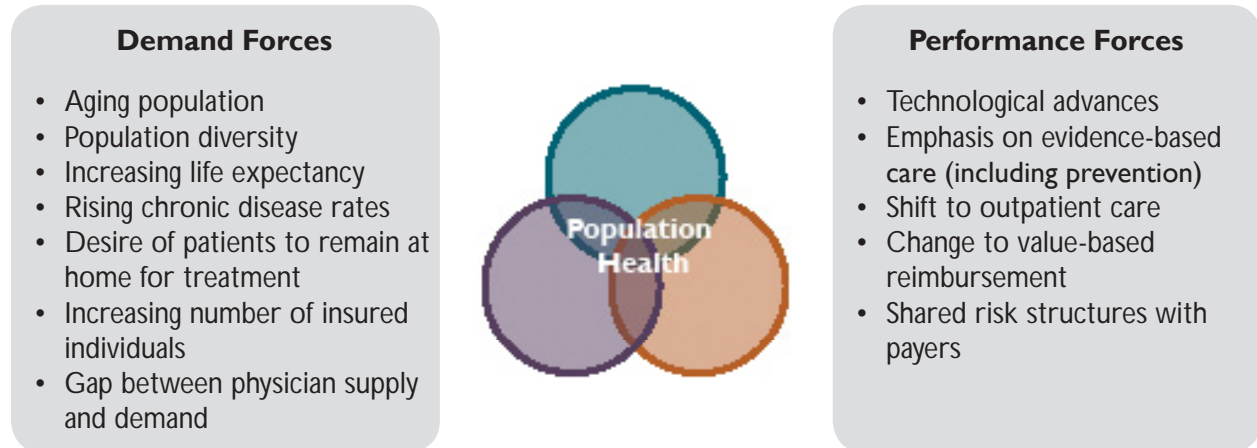 Demand Forces
• Aging population
• Population diversity
• Increasing life expectancy
• Rising chronic disease rates
• Desire of patients to remain at
home for treatment
• Increasing number of insured
individuals
• Gap between physician supply
and demand
Population
Health
Performance Forces
• Technological advances
• Emphasis on evidence-based
care (including prevention)
• Shift to outpatient care
• Change to value-based
reimbursement
• Shared risk structures with
payers